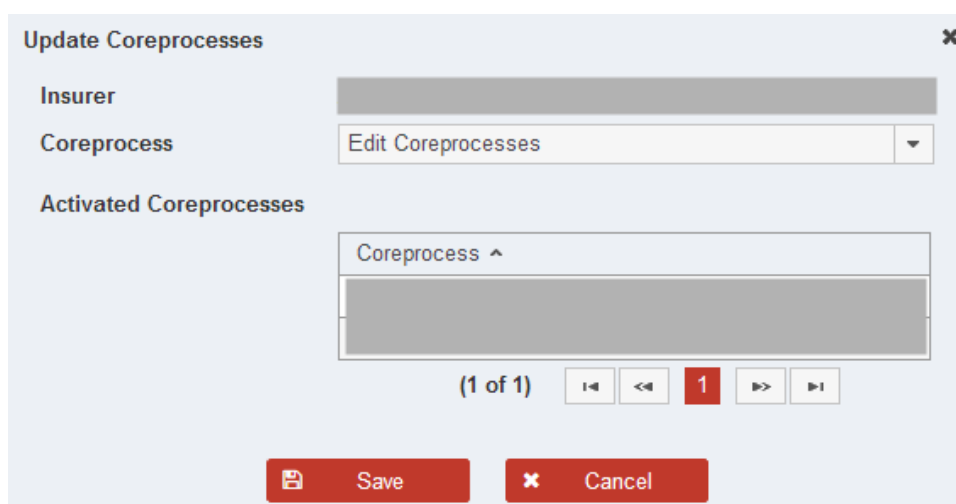 Update Coreprocesses
Insurer
Coreprocess Edit Coreprocesses
Activated Coreprocesses
Coreprocess
(1 of 1) 1
Save Cancel